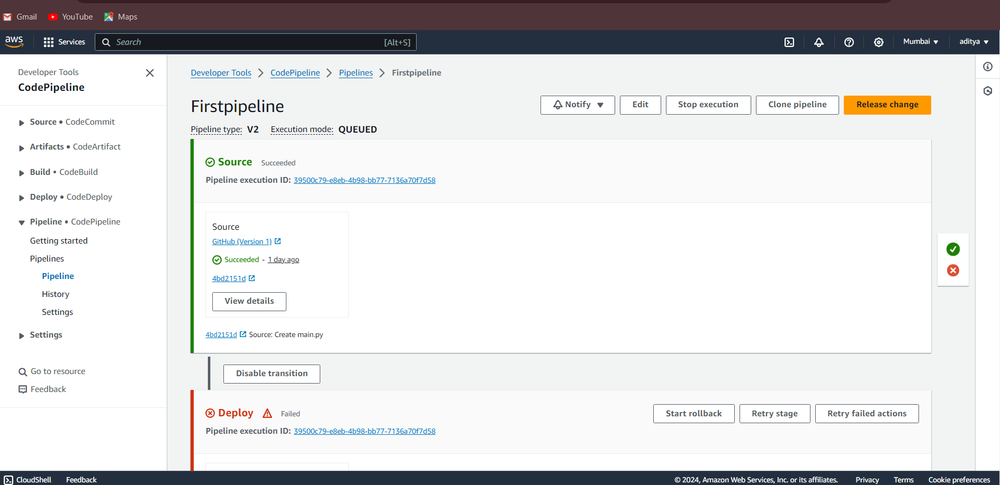 Gmail YouTube Maps
aws Services Search [Alt+S] Mumbai aditya
Developer Tools
CodePipeline
Source • CodeCommit
Artifacts • CodeArtifact
Build • CodeBuild
Deploy • CodeDeploy
Pipeline • CodePipeline
Getting started
Pipelines
Pipeline
History
Settings
Settings
Go to resource
Feedback
Developer Tools > CodePipeline > Pipelines > Firstpipeline
Firstpipeline
Notify Edit Stop execution Clone pipeline Release change
Pipeline type: V2 Execution mode: QUEUED
Source Succeeded
Pipeline execution ID: 39500c79-e8eb-4b98-bb77-7136a70f7d58
Source
GitHub (Version 1)
Succeeded - 1 day ago
4bd2151d
View details
4bd2151d Source: Create main.py
Disable transition
Deploy Failed
Start rollback Retry stage Retry failed actions
Pipeline execution ID: 39500c79-e8eb-4b98-bb77-7136a70f7d58
CloudShell Feedback © 2024, Amazon Web Services, Inc. or its affiliates. Privacy Terms Cookie preferences